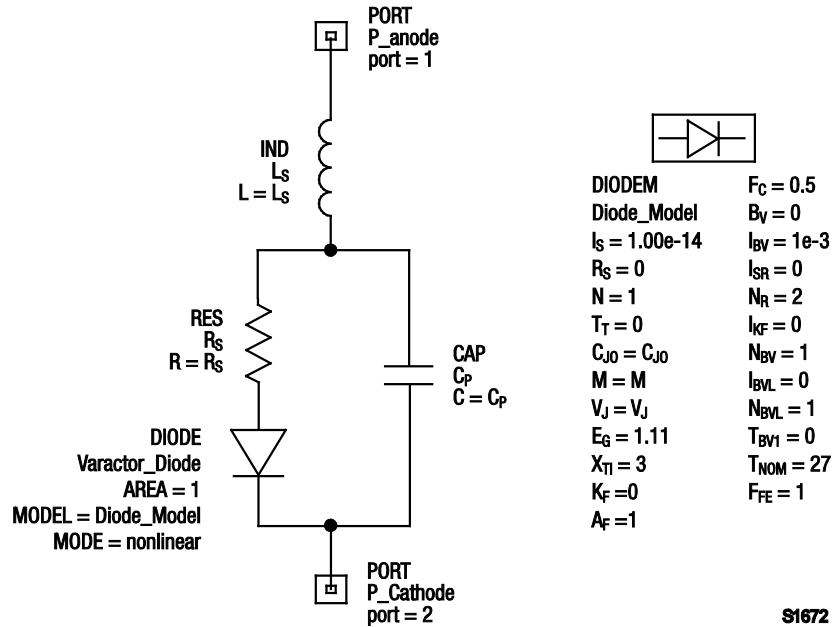 PORT
P_anode
port = 1
IND
LS
L = LS
RES
RS
R = RS
CAP
CP
C = CP
DIODE
Varactor_Diode
AREA = 1
MODEL = Diode_Model
MODE = nonlinear
PORT
P_Cathode
port = 2
DIODEM
Diode_Model
IS = 1.00e-14
RS = 0
N = 1
TT = 0
CJO = CJO
M = M
VJ = VJ
EG = 1.11
XTI = 3
KF =0
AF =1
FC = 0.5
BV = 0
IBV = 1e-3
ISR = 0
NR = 2
IKF = 0
NBV = 1
IBVL = 0
NBVL = 1
TBV1 = 0
TNOM = 27
FFE = 1
S1672